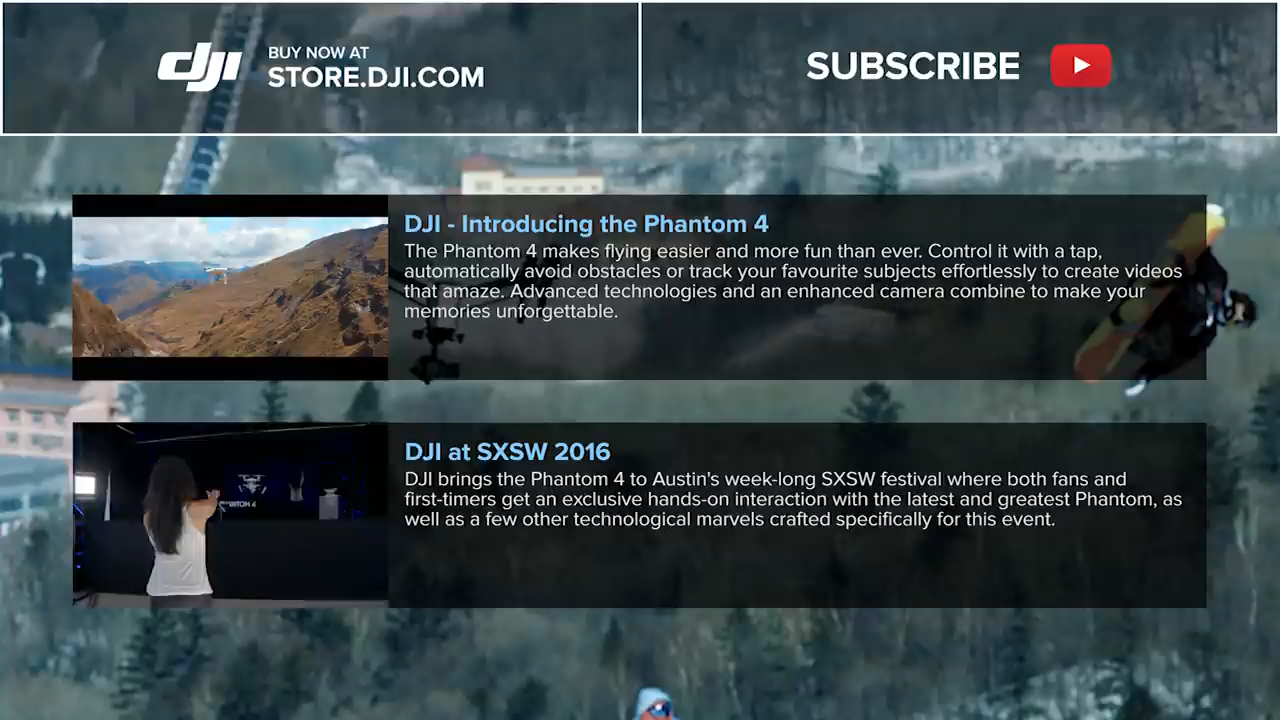 dji
BUY NOW AT
STORE.DJI.COM
SUBSCRIBE
DJI - Introducing the Phantom 4
The Phantom 4 makes flying easier and more fun than ever. Control it with a tap,
automatically avoid obstacles or track your favourite subjects effortlessly to create videos
that amaze. Advanced technologies and an enhanced camera combine to make your
memories unforgettable.
DJI at SXSW 2016
DJI brings the Phantom 4 to Austin's week-long SXSW festival where both fans and
first-timers get an exclusive hands-on interaction with the latest and greatest Phantom, as
well as a few other technological marvels crafted specifically for this event.